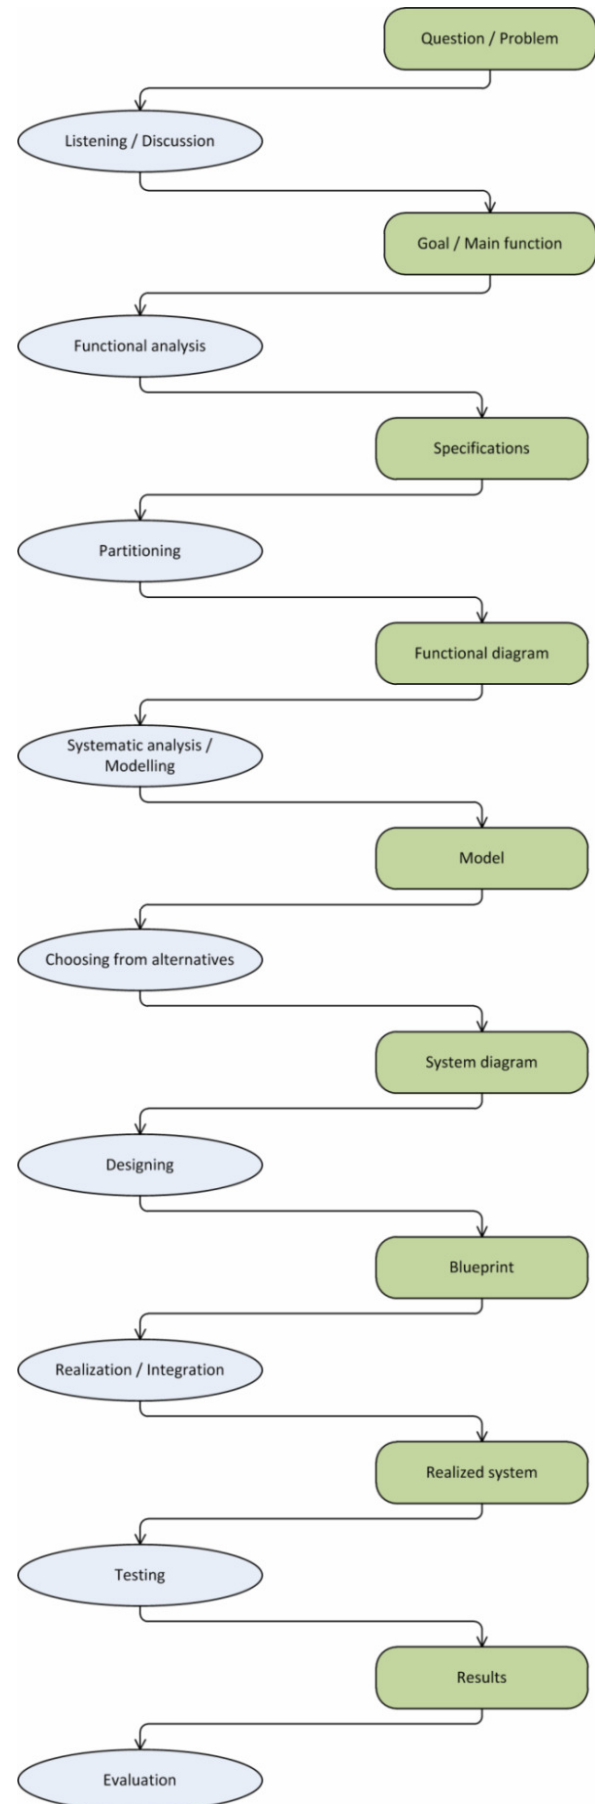 Question / Problem
Listening / Discussion
Goal / Main function
Functional analysis
Specifications
Partitioning
Functional diagram
Systematic analysis /
Modelling
Model
Choosing from alternatives
System diagram
Designing
Blueprint
Realization / Integration
Realized system
Testing
Results
Evaluation